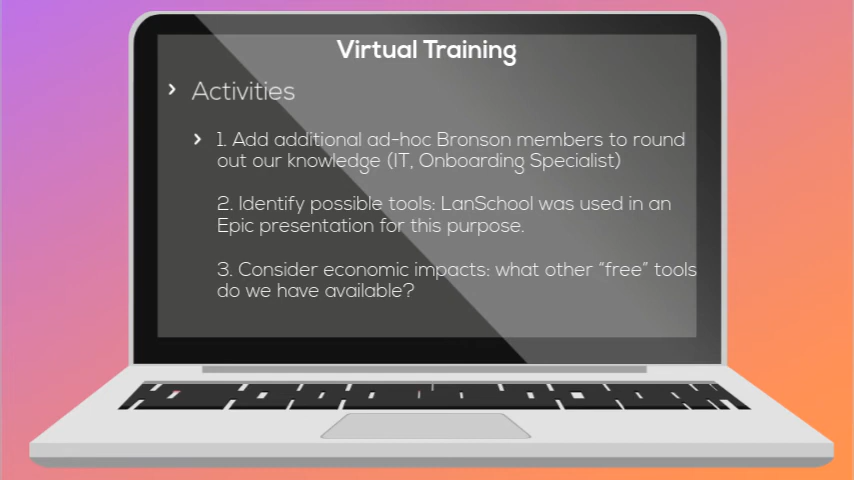 Virtual Training
Activities
1. Add additional ad-hoc Bronson members to round
out our knowledge (IT, Onboarding Specialist)
2. Identify possible tools: LanSchool was used in an
Epic presentation for this purpose.
3. Consider economic impacts: what other “free” tools
do we have available?